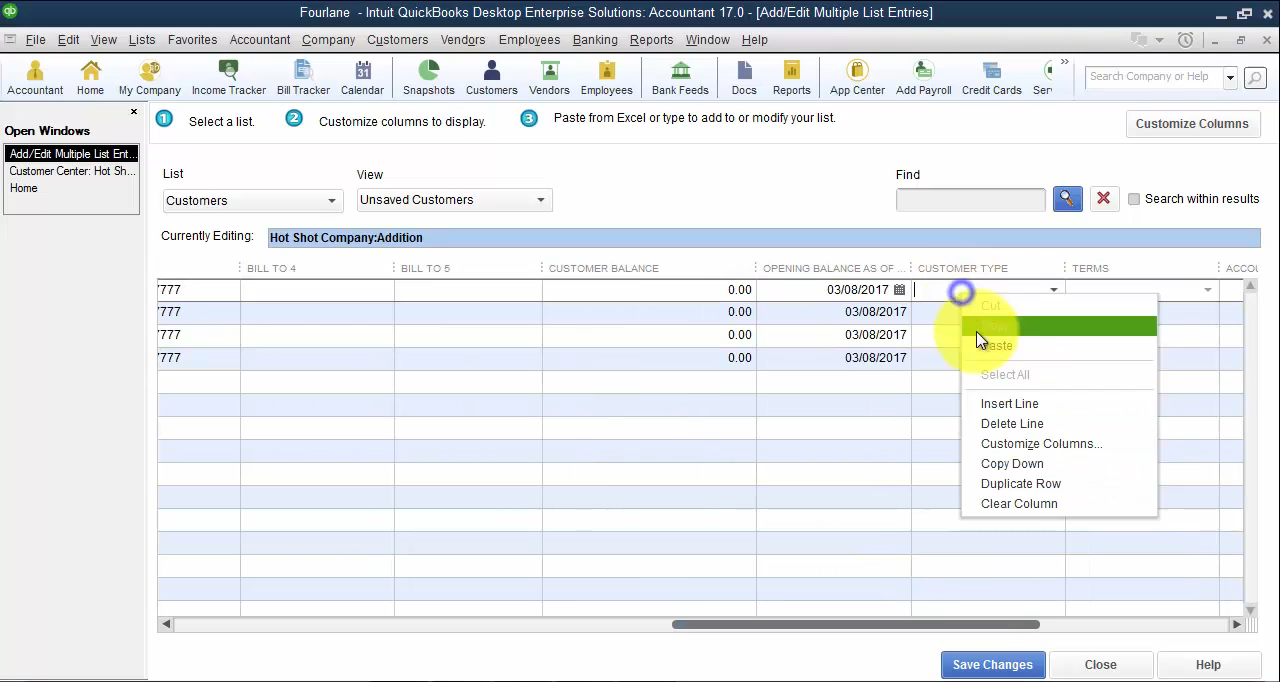 Fourlane - Intuit QuickBooks Desktop Enterprise Solutions: Accountant 17.0 - [Add/Edit Multiple List Entries]
File Edit View Lists Favorites Accountant Company Customers Vendors Employees Banking Reports Window Help
Accountant Home My Company Income Tracker Bill Tracker Calendar Snapshots Customers Vendors Employees Bank Feeds Docs Reports App Center Add Payroll Credit Cards Ser
Search Company or Help
Open Windows
Add/Edit Multiple List Ent...
Customer Center: Hot Sh...
Home
1 Select a list. 2 Customize columns to display. 3 Paste from Excel or type to add to or modify your list.
Customize Columns
List View Find
Customers Unsaved Customers Search within results
Currently Editing: Hot Shot Company:Addition
BILL TO 4 BILL TO 5 CUSTOMER BALANCE OPENING BALANCE AS OF ... CUSTOMER TYPE TERMS ACCOU
7777 0.00 03/08/2017
7777 0.00 03/08/2017
7777 0.00 03/08/2017
7777 0.00 03/08/2017
Cut
Paste
Select All
Insert Line
Delete Line
Customize Columns...
Copy Down
Duplicate Row
Clear Column
Save Changes Close Help